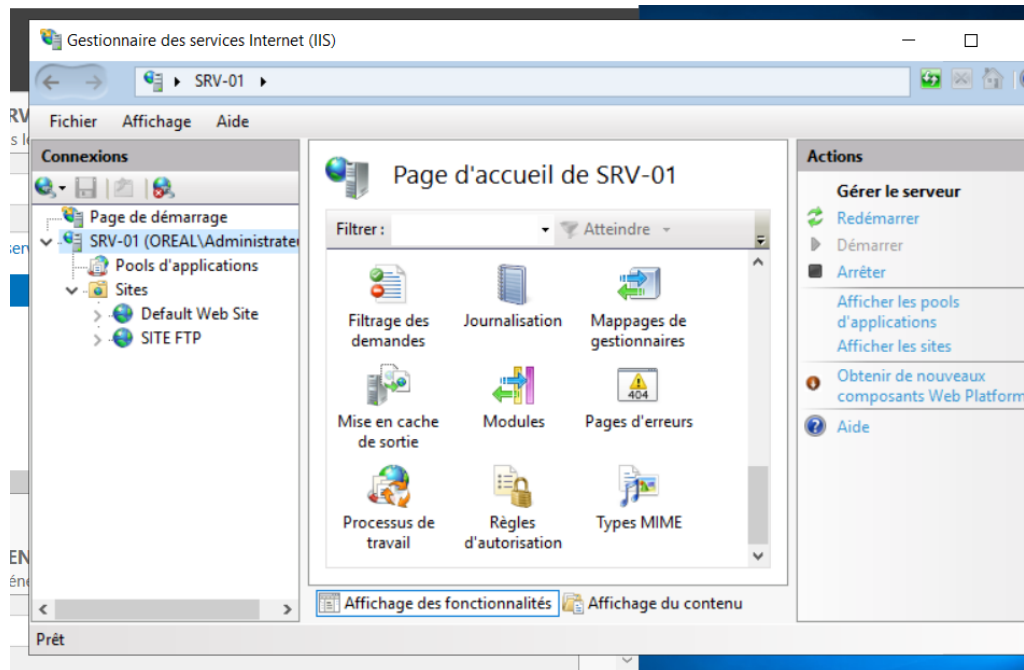 Gestionnaire des services Internet (IIS)
SRV-01
Fichier Affichage Aide
Connexions
Page de démarrage
SRV-01 (OREAL\Administrateu
Pools d'applications
Sites
Default Web Site
SITE FTP
Page d'accueil de SRV-01
Filtrer :
Atteindre
Filtrage des
demandes
Journalisation
Mappages de
gestionnaires
Mise en cache
de sortie
Modules
404
Pages d'erreurs
Processus de
travail
Règles
d'autorisation
Types MIME
Affichage des fonctionnalités
Affichage du contenu
Actions
Gérer le serveur
Redémarrer
Démarrer
Arrêter
Afficher les pools
d'applications
Afficher les sites
Obtenir de nouveaux
composants Web Platform
Aide
Prêt